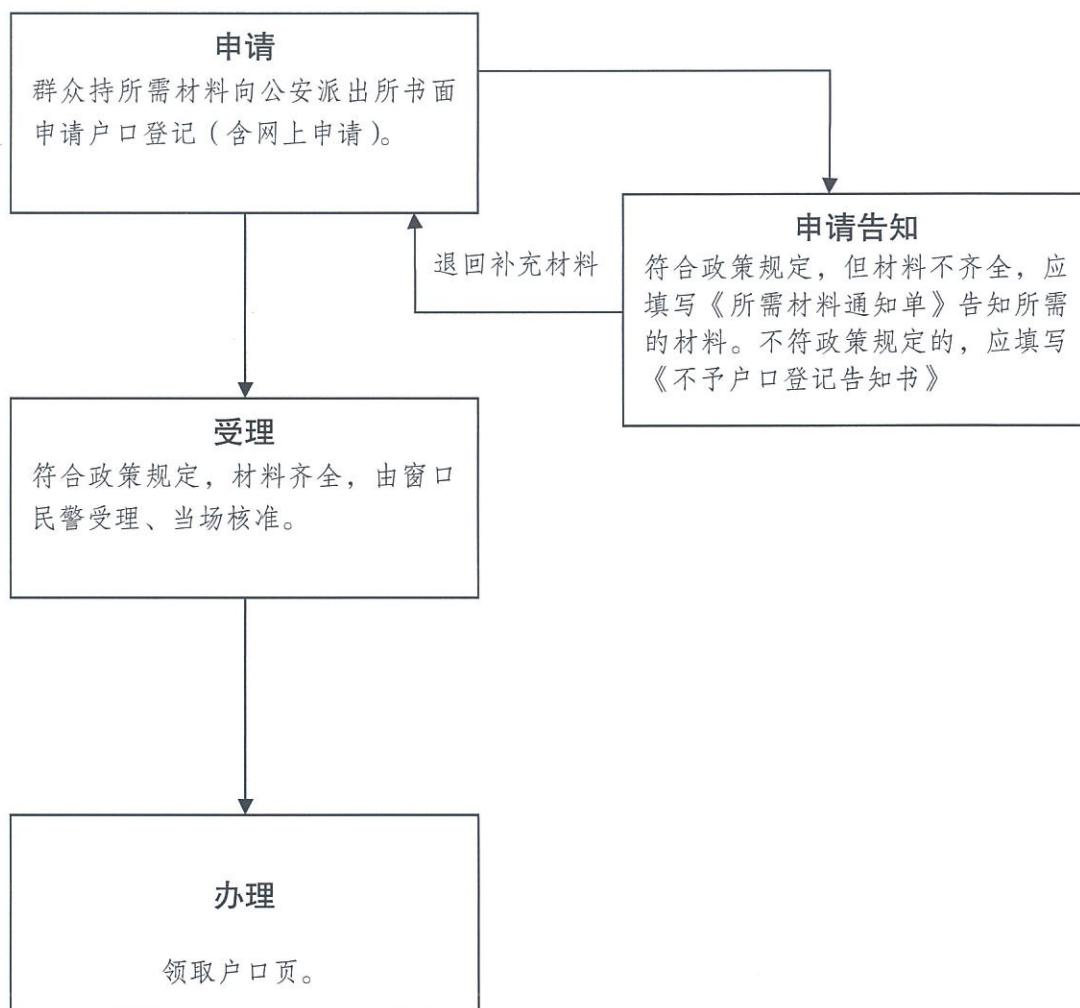 申请
群众持所需材料向公安派出所书面
申请户口登记（含网上申请）。
退回补充材料
申请告知
符合政策规定，但材料不齐全，应
填写《所需材料通知单》告知所需
的材料。不符政策规定的，应填写
《不予户口登记告知书》
受理
符合政策规定，材料齐全，由窗口
民警受理、当场核准。
办理
领取户口页。